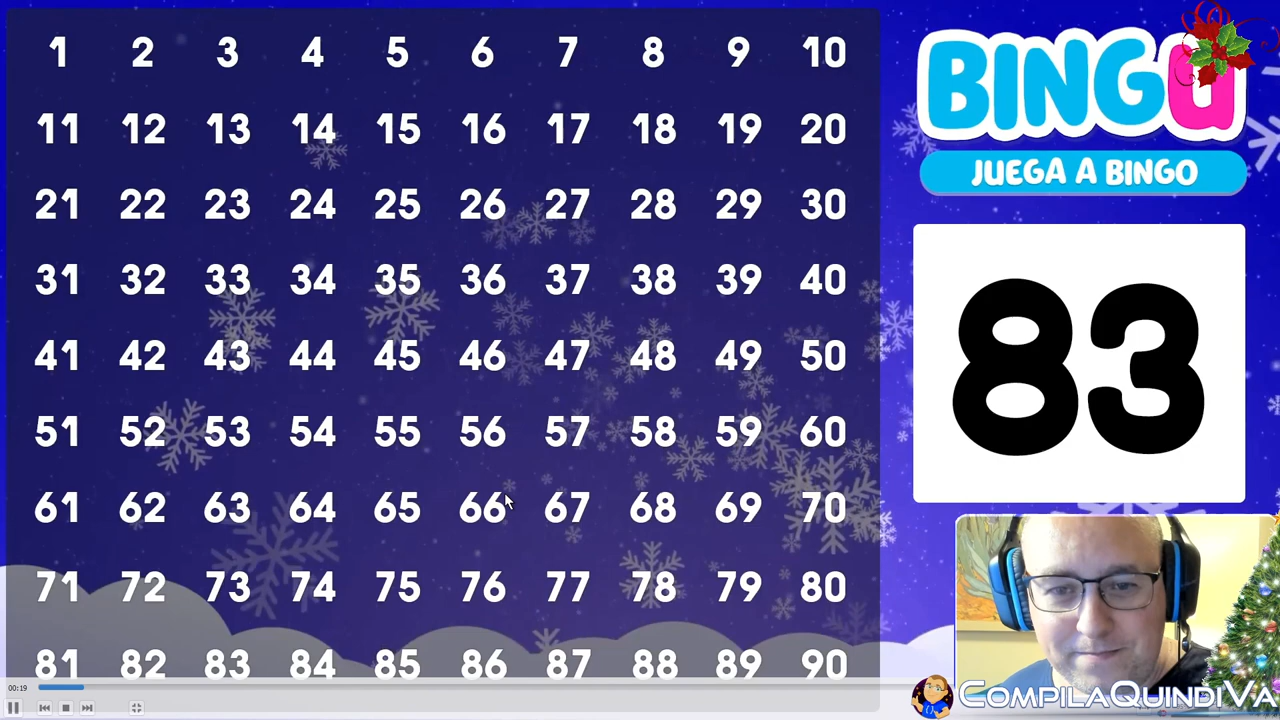 1 2 3 4 5 6 7 8 9 10
11 12 13 14 15 16 17 18 19 20
21 22 23 24 25 26 27 28 29 30
31 32 33 34 35 36 37 38 39 40
41 42 43 44 45 46 47 48 49 50
51 52 53 54 55 56 57 58 59 60
61 62 63 64 65 66 67 68 69 70
71 72 73 74 75 76 77 78 79 80
81 82 83 84 85 86 87 88 89 90
BINGU
JUEGA A BINGO
83
00:19
COMPILAQUINDIVA